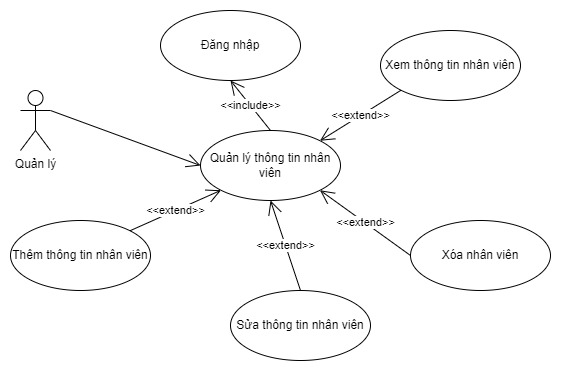 Đăng nhập
Xem thông tin nhân viên
<<include>>
<<extend>>
Quản lý
Quản lý thông tin nhân
viên
<<extend>>
<<extend>>
<<extend>>
Thêm thông tin nhân viên
Xóa nhân viên
Sửa thông tin nhân viên